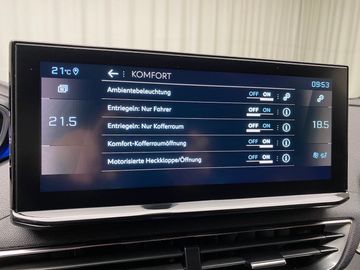 21°C
KOMFORT
09:53
Ambientebeleuchtung OFF ON
Entriegeln: Nur Fahrer OFF ON
21.5
Entriegeln: Nur Kofferraum OFF ON
18.5
Komfort-Kofferraumöffnung OFF ON
Motorisierte Heckklappe/Öffnung OFF ON